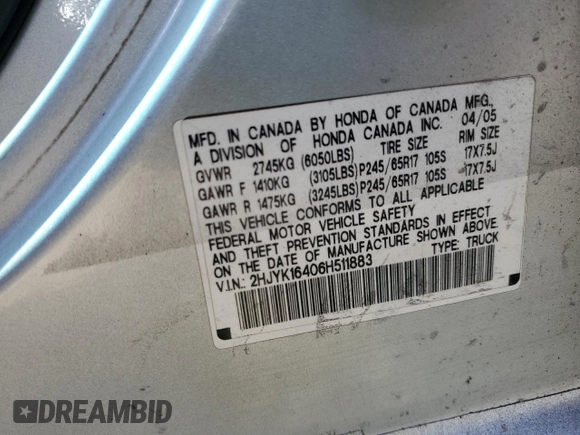 MFD. IN CANADA BY HONDA OF CANADA MFG.,
A DIVISION OF HONDA CANADA INC. 04/05
GVWR 2745KG (6050LBS) TIRE SIZE RIM SIZE
GAWR F 1410KG (3105LBS) P245/65R17 105S 17X7.5J
GAWR R 1475KG (3245LBS) P245/65R17 105S 17X7.5J
THIS VEHICLE CONFORMS TO ALL APPLICABLE
FEDERAL MOTOR VEHICLE SAFETY
AND THEFT PREVENTION STANDARDS IN EFFECT
ON THE DATE OF MANUFACTURE SHOWN ABOVE.
V.I.N.: 2HJYK16406H511883 TYPE: TRUCK
DREAMBID